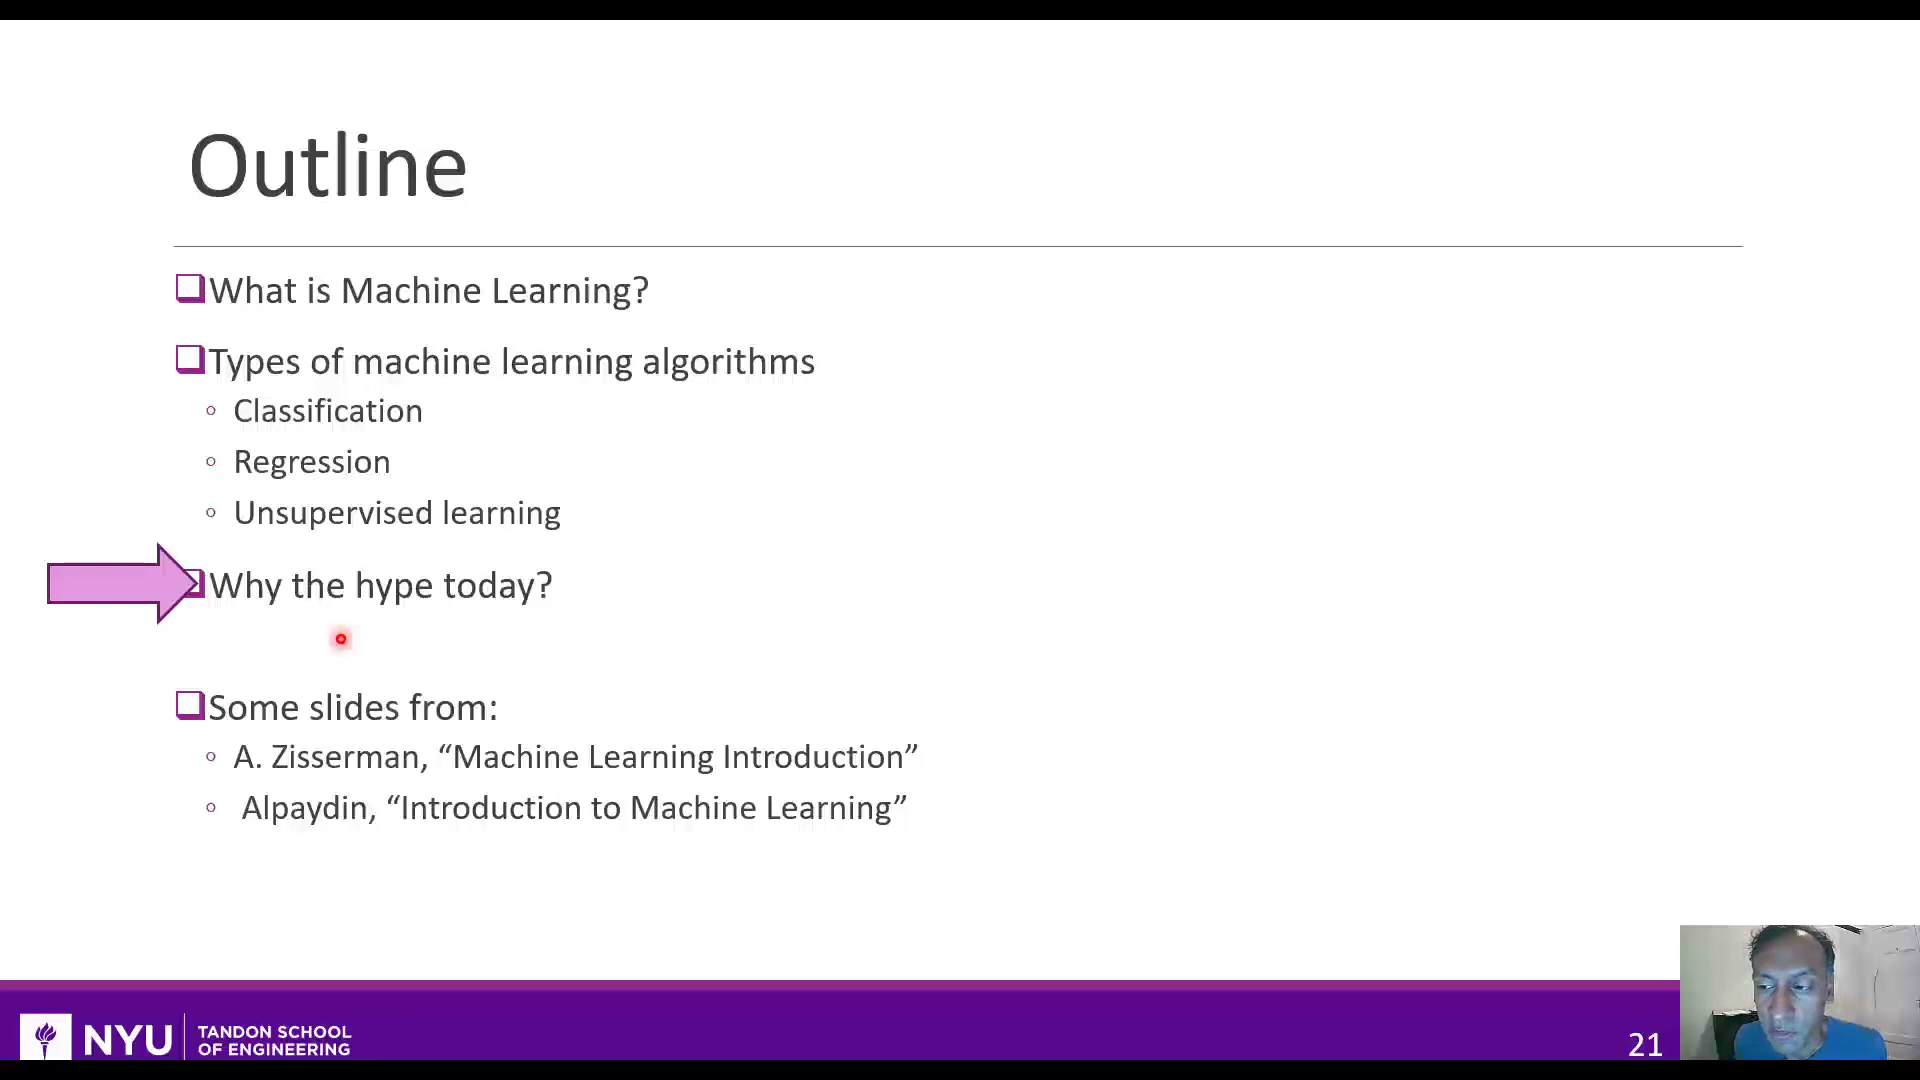 Outline
What is Machine Learning?
Types of machine learning algorithms
Classification
Regression
Unsupervised learning
Why the hype today?
Some slides from:
A. Zisserman, “Machine Learning Introduction”
Alpaydin, “Introduction to Machine Learning”
NYU
TANDON SCHOOL
OF ENGINEERING
21